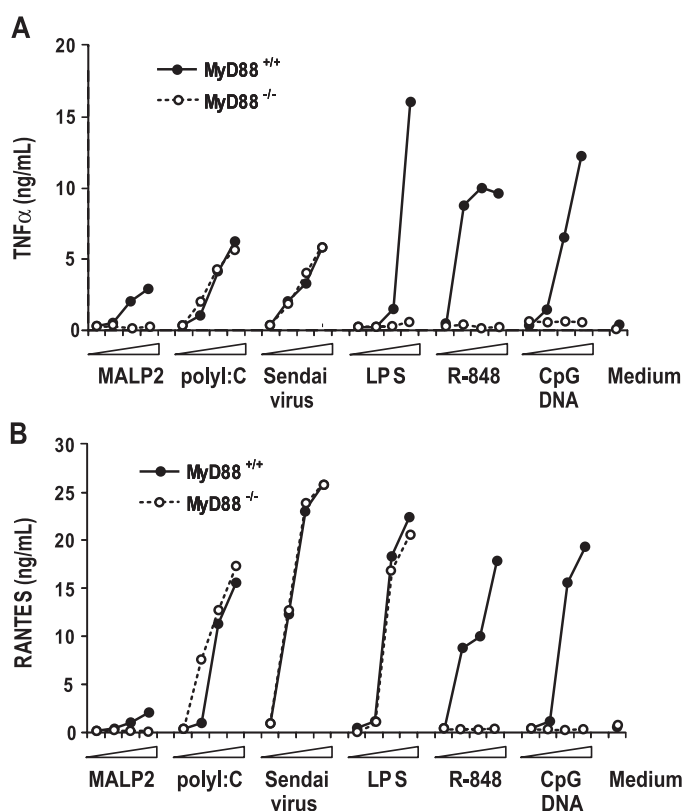 A
20
MyD88 +/+
MyD88 -/-
15
TNFα (ng/mL)
10
5
0
MALP2 polyI:C Sendai virus LPS R-848 CpG DNA Medium
B
30
MyD88 +/+
MyD88 -/-
25
20
RANTES (ng/mL)
15
10
5
0
MALP2 polyI:C Sendai virus LPS R-848 CpG DNA Medium